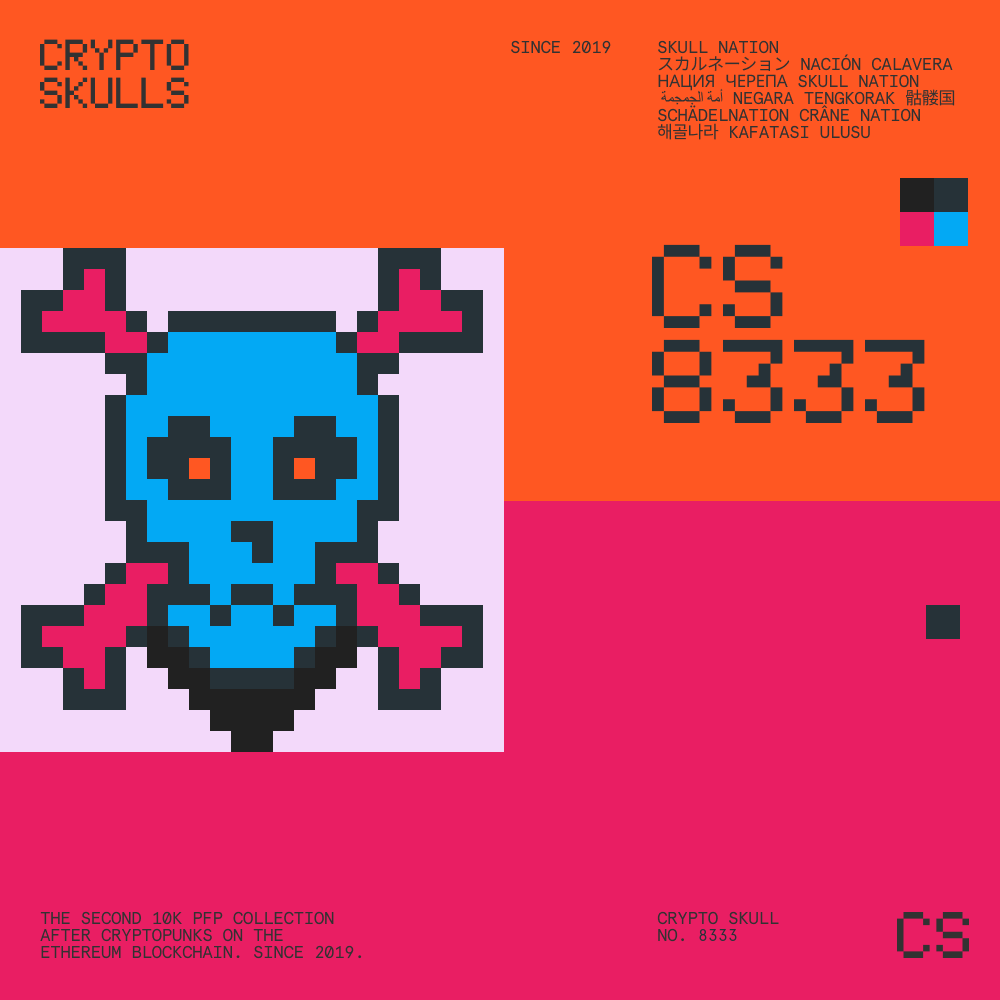 CRYPTO
SKULLS
SINCE 2019
SKULL NATION
スカルネーション NACIÓN CALAVERA
НАЦИЯ ЧЕРЕПА SKULL NATION
أمة الجمجمة NEGARA TENGKORAK 骷髅国
SCHÄDELNATION CRÂNE NATION
해골나라 KAFATASI ULUSU
CS
8333
THE SECOND 10K PFP COLLECTION
AFTER CRYPTOPUNKS ON THE
ETHEREUM BLOCKCHAIN. SINCE 2019.
CRYPTO SKULL
NO. 8333
CS